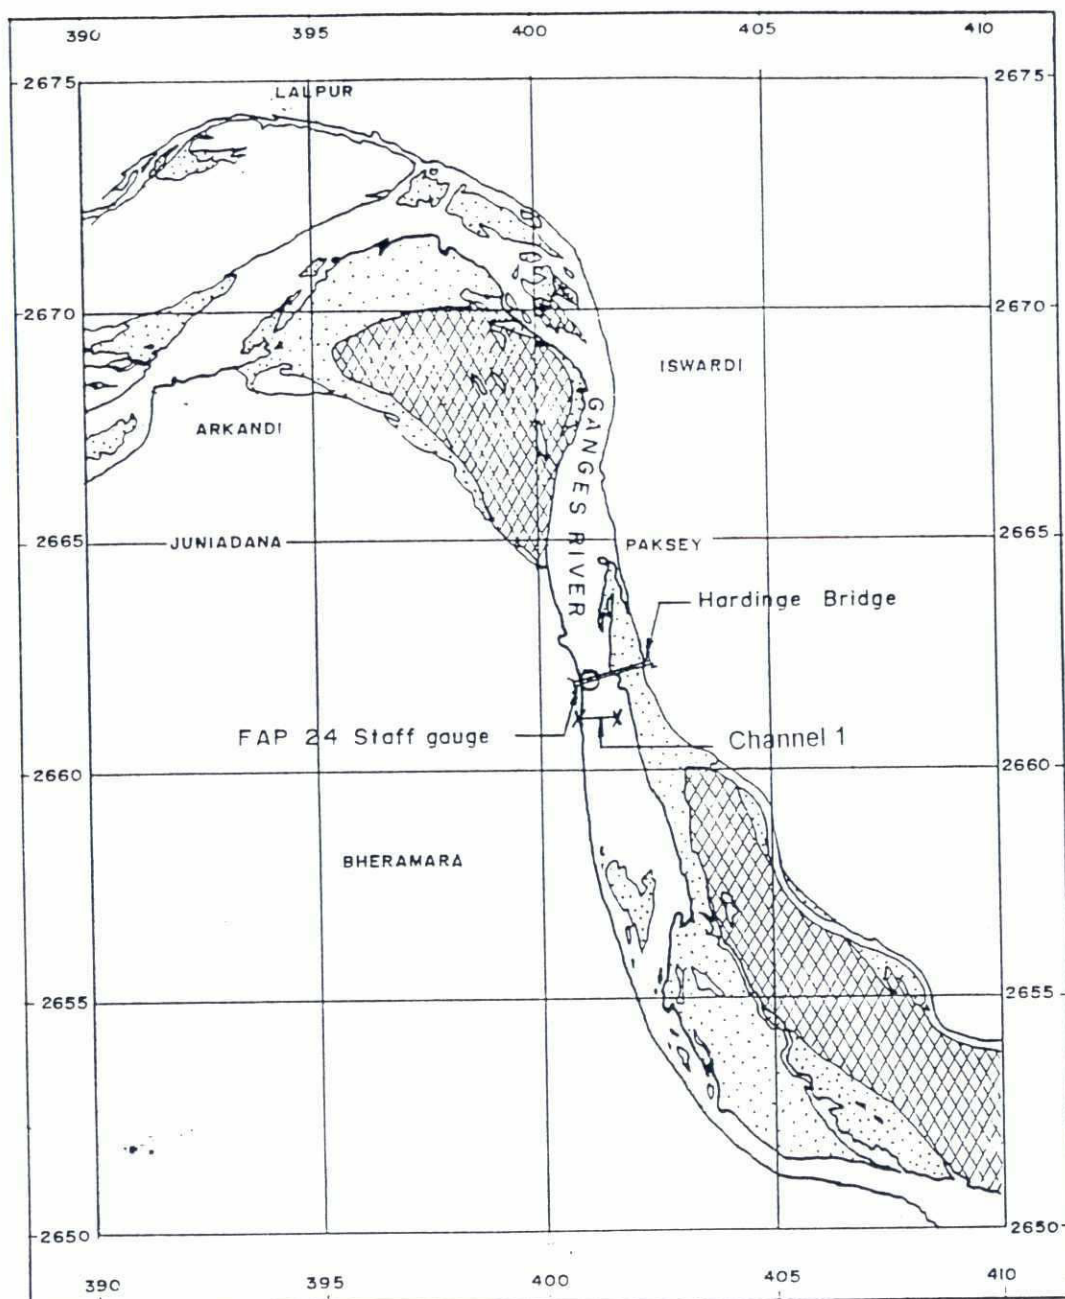 390 395 400 405 410
2675 2675
LALPUR
2670 2670
ISWARDI
ARKANDI
GANGES RIVER
2665 JUNIADANA PAKSEY 2665
Hardinge Bridge
FAP 24 Staff gauge
Channel 1
2660 2660
BHERAMARA
2655 2655
2650 2650
390 395 400 405 410